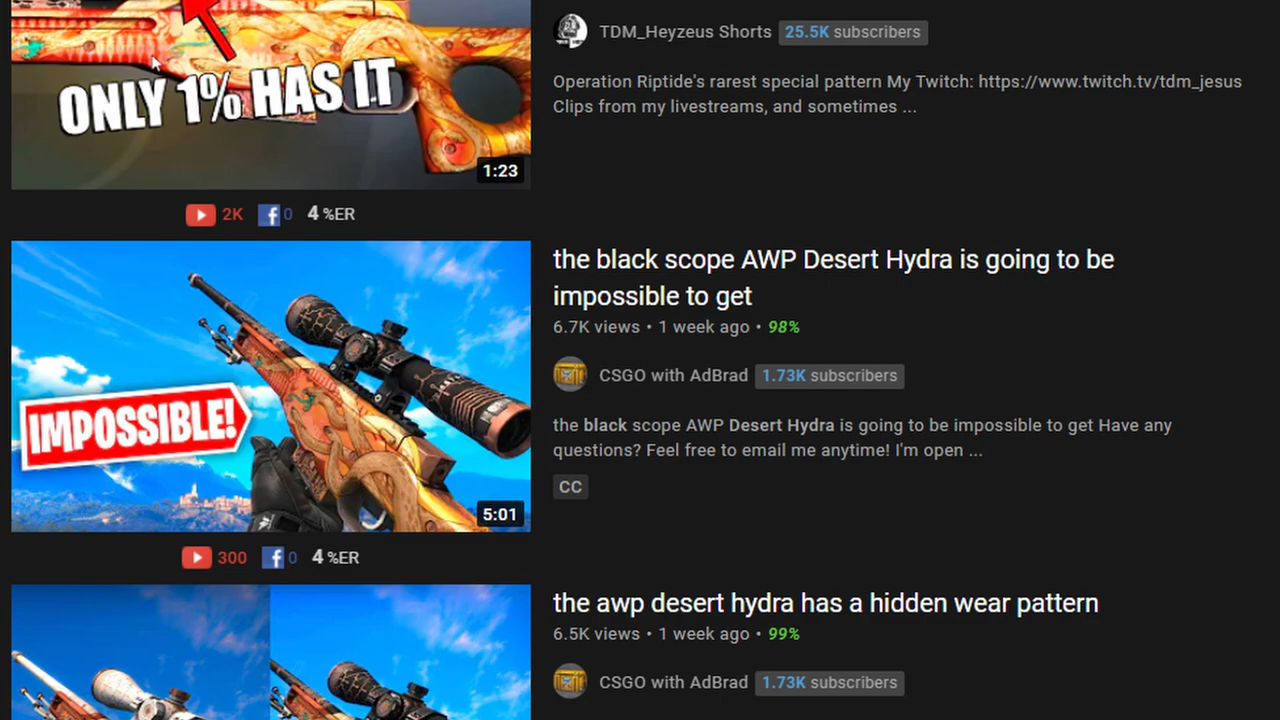 TDM_Heyzeus Shorts 25.5K subscribers
Operation Riptide's rarest special pattern My Twitch: https://www.twitch.tv/tdm_jesus
Clips from my livestreams, and sometimes ...
ONLY 1% HAS IT
1:23
2K 0 4 %ER
the black scope AWP Desert Hydra is going to be
impossible to get
6.7K views • 1 week ago • 98%
CSGO with AdBrad 1.73K subscribers
the black scope AWP Desert Hydra is going to be impossible to get Have any
questions? Feel free to email me anytime! I'm open ...
CC
IMPOSSIBLE!
5:01
300 0 4 %ER
the awp desert hydra has a hidden wear pattern
6.5K views • 1 week ago • 99%
CSGO with AdBrad 1.73K subscribers